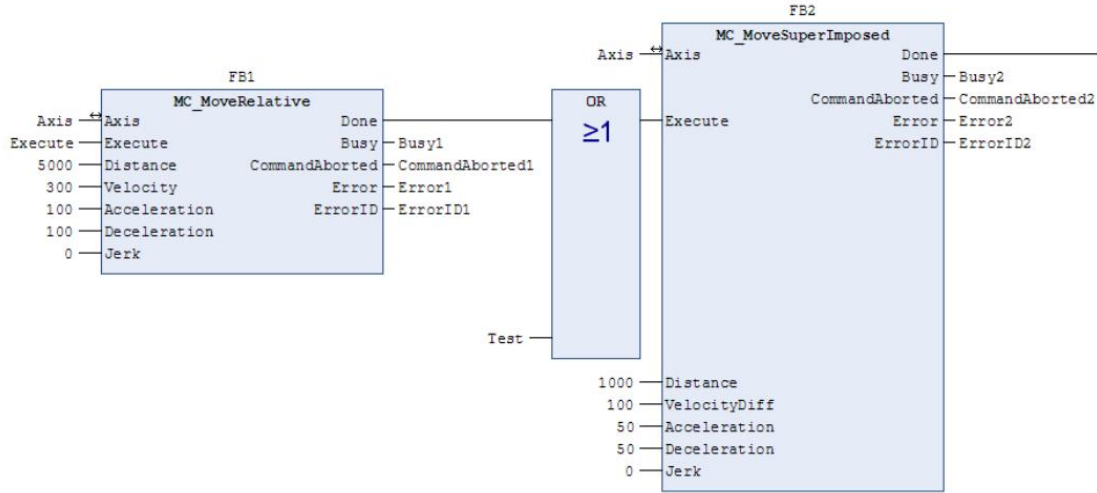 FB2
MC_MoveSuperImposed
Axis Axis Done
Busy Busy2
CommandAborted CommandAborted2
Execute Error Error2
ErrorID ErrorID2
1000 Distance
100 VelocityDiff
50 Acceleration
50 Deceleration
0 Jerk
FB1
MC_MoveRelative
Axis Axis Done
Execute Execute Busy Busy1
5000 Distance CommandAborted CommandAborted1
300 Velocity Error Error1
100 Acceleration ErrorID ErrorID1
100 Deceleration
0 Jerk
OR
≥1
Test